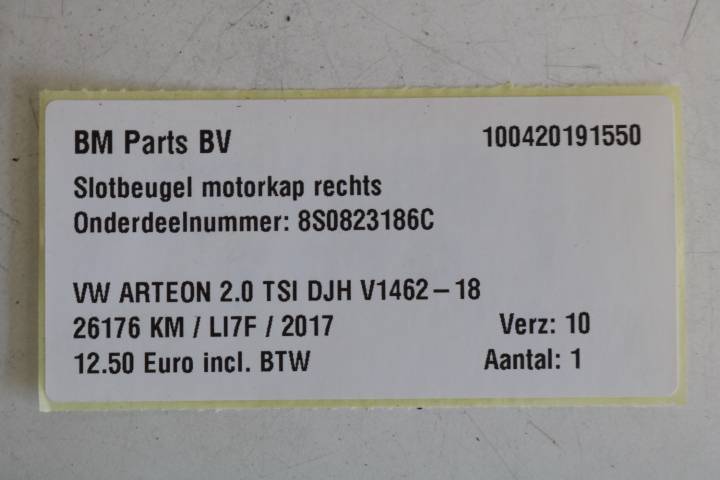 BM Parts BV 100420191550
Slotbeugel motorkap rechts
Onderdeelnummer: 8S0823186C
VW ARTEON 2.0 TSI DJH V1462-18
26176 KM / LI7F / 2017 Verz: 10
12.50 Euro incl. BTW Aantal: 1